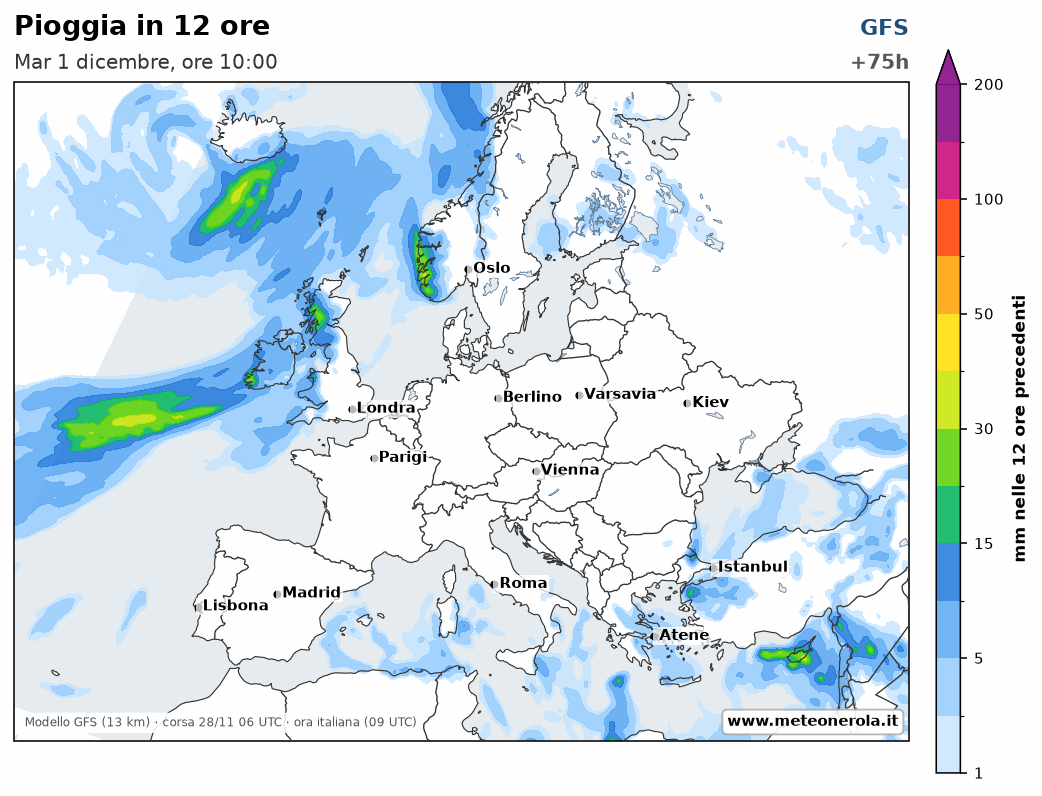 Pioggia in 12 ore
GFS
Mar 1 dicembre, ore 10:00
+75h
200
100
50
30
15
5
1
mm nelle 12 ore precedenti
Oslo
Londra
Berlino
Varsavia
Kiev
Parigi
Vienna
Istanbul
Roma
Madrid
Lisbona
Atene
Modello GFS (13 km) · corsa 28/11 06 UTC · ora italiana (09 UTC)
www.meteonerola.it